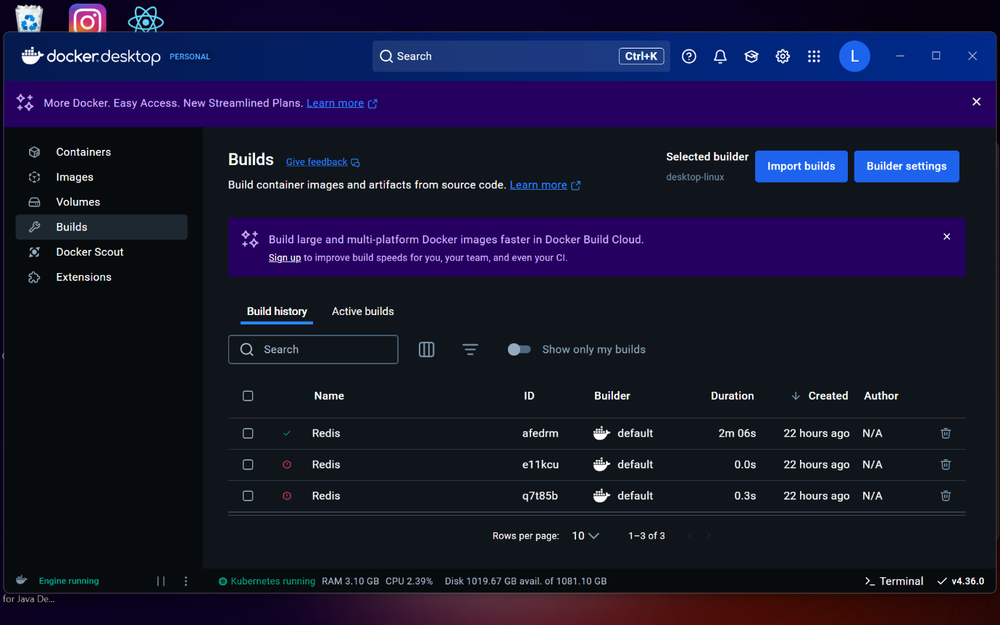 docker.desktop PERSONAL
Search
Ctrl+K
L
More Docker. Easy Access. New Streamlined Plans. Learn more
Containers
Images
Volumes
Builds
Docker Scout
Extensions
Builds
Give feedback
Build container images and artifacts from source code. Learn more
Selected builder
desktop-linux
Import builds
Builder settings
Build large and multi-platform Docker images faster in Docker Build Cloud.
Sign up to improve build speeds for you, your team, and even your CI.
Build history
Active builds
Search
Show only my builds
Name ID Builder Duration Created Author
Redis afedrm default 2m 06s 22 hours ago N/A
Redis e11kcu default 0.0s 22 hours ago N/A
Redis q7t85b default 0.3s 22 hours ago N/A
Rows per page: 10 1–3 of 3
Engine running
Kubernetes running RAM 3.10 GB CPU 2.39% Disk 1019.67 GB avail. of 1081.10 GB
>_ Terminal
v4.36.0
for Java De...